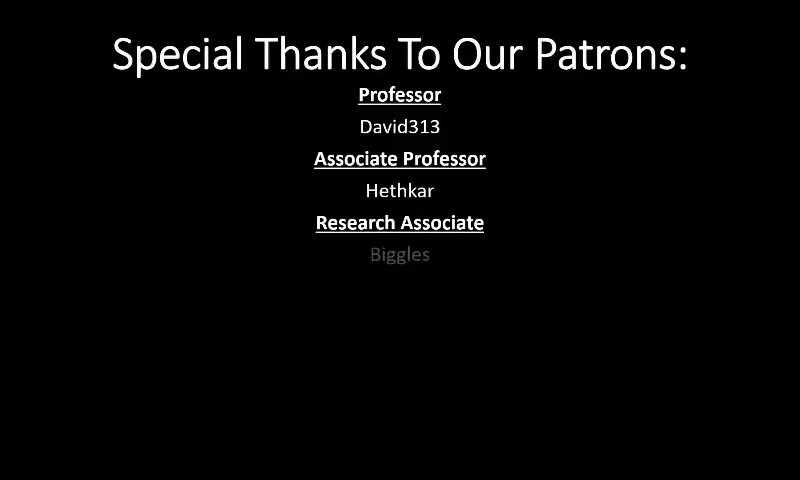 Special Thanks To Our Patrons:
Professor
David313
Associate Professor
Hethkar
Research Associate
Biggles